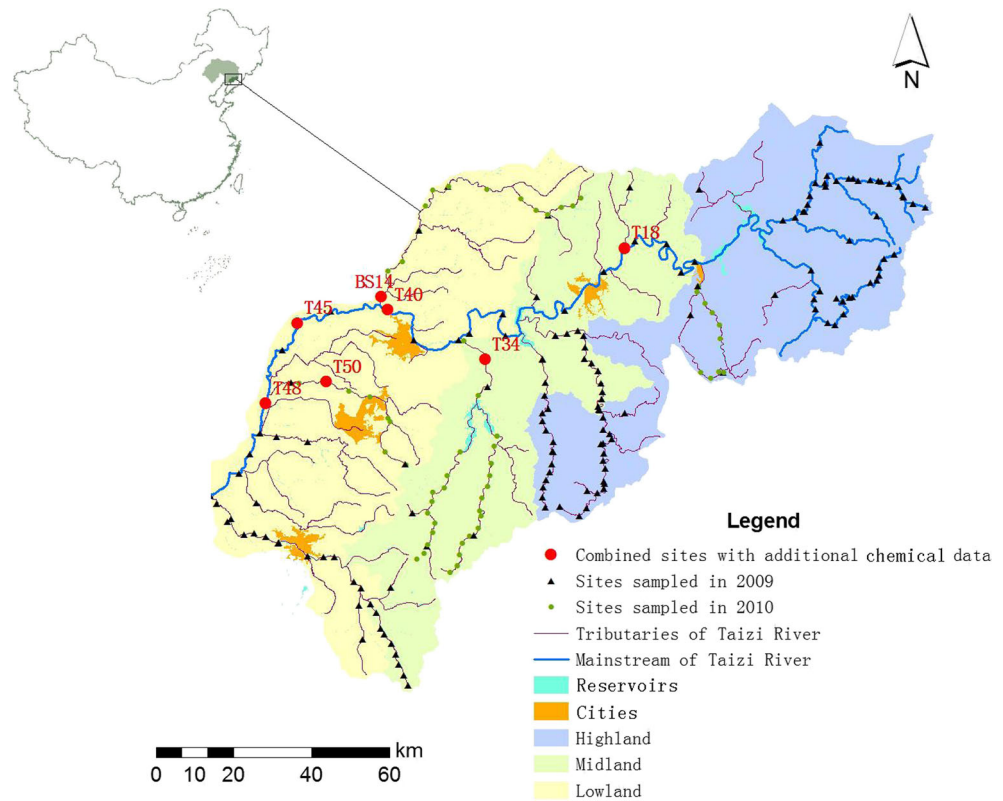 N
T18
BS14
T40
T45
T34
T50
T48
Legend
Combined sites with additional chemical data
Sites sampled in 2009
Sites sampled in 2010
Tributaries of Taizi River
Mainstream of Taizi River
Reservoirs
Cities
Highland
Midland
Lowland
km
0 10 20 40 60